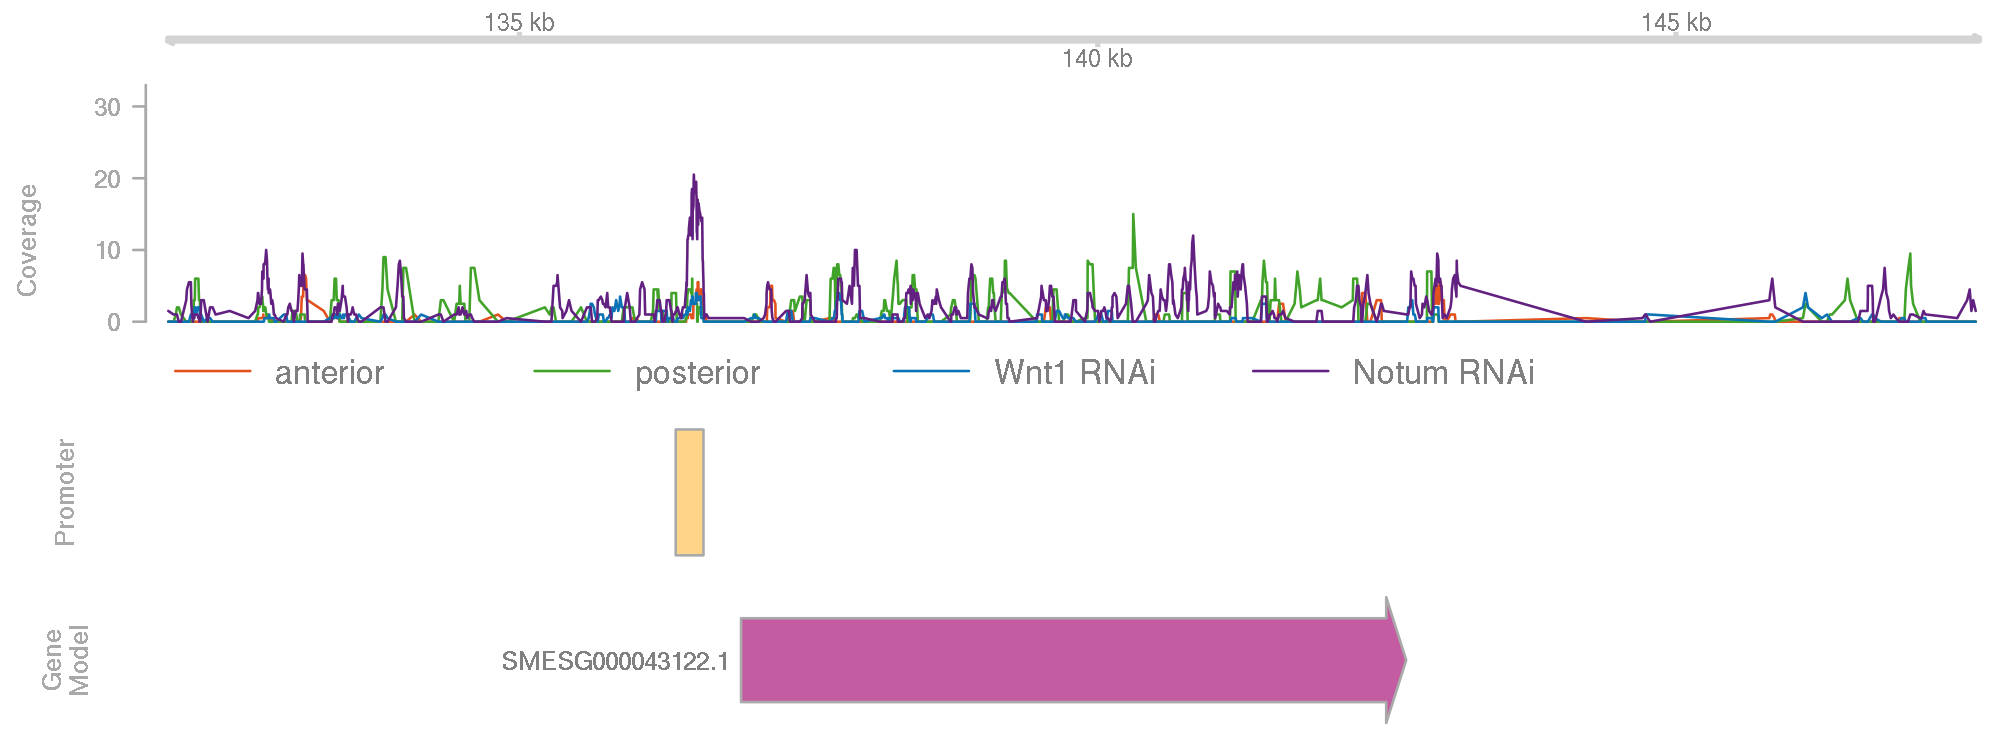 135 kb
145 kb
140 kb
Coverage
30
20
10
0
anterior
posterior
Wnt1 RNAi
Notum RNAi
Promoter
Gene
Model
SMESG000043122.1